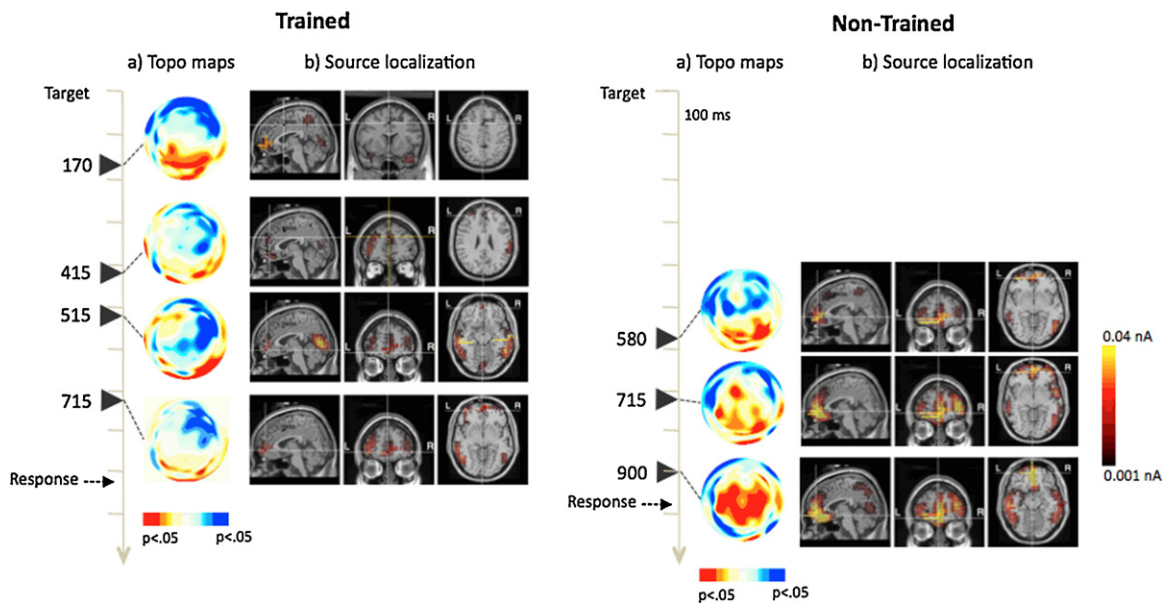 Trained
a) Topo maps
b) Source localization
Target
170
415
515
715
Response
p<.05
p<.05
L
R
L
R
L
R
L
R
L
R
L
R
L
R
L
R
Non-Trained
a) Topo maps
b) Source localization
Target
100 ms
580
715
900
Response
p<.05
p<.05
L
R
L
R
L
R
L
R
L
R
L
R
0.04 nA
0.001 nA